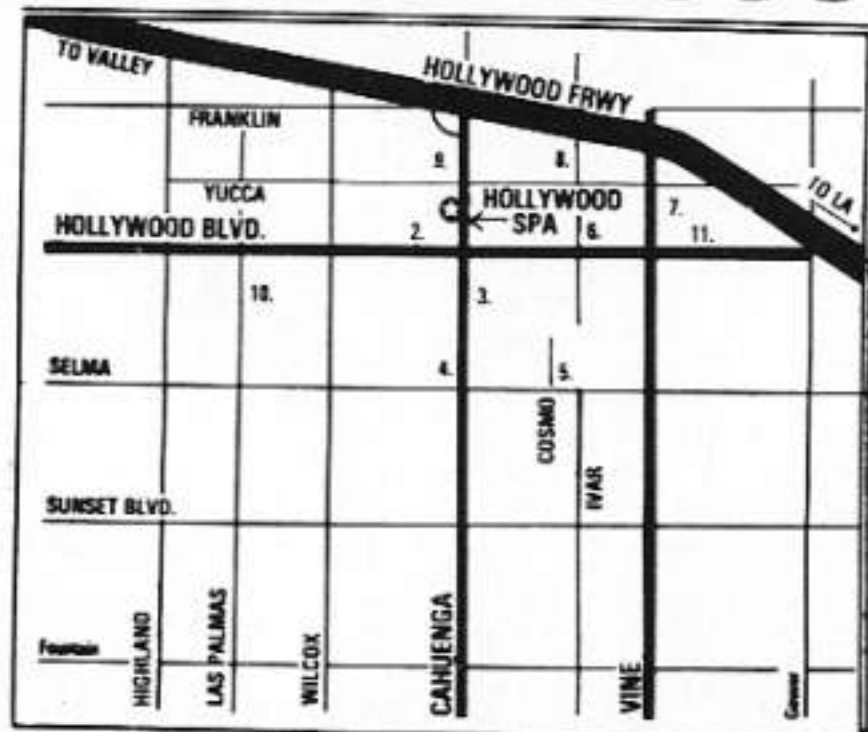 TO VALLEY
HOLLYWOOD FRWY
FRANKLIN
9.
8.
YUCCA
TO LA
HOLLYWOOD
SPA
7.
HOLLYWOOD BLVD.
2.
6.
11.
10.
3.
SELMA
4.
5.
COSMO
IVAR
SUNSET BLVD.
Fountain
HIGHLAND
LAS PALMAS
WILCOX
CAHUENGA
VINE
Gower